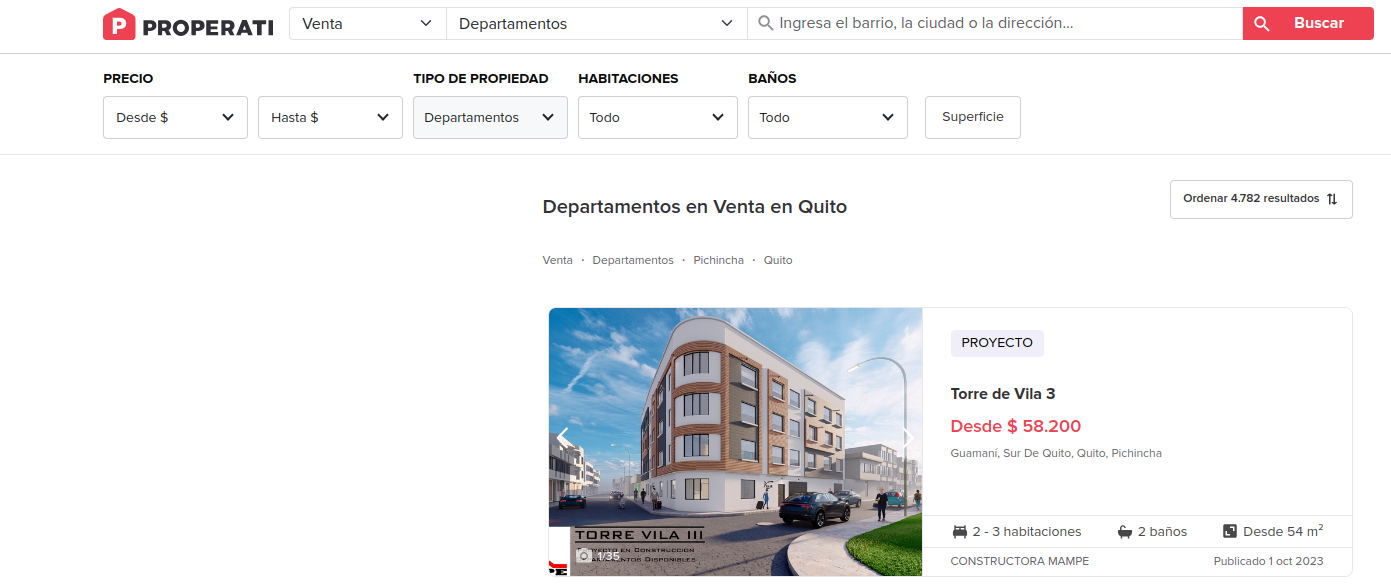 PROPERATI
Venta
Departamentos
Ingresa el barrio, la ciudad o la dirección...
Buscar
PRECIO
TIPO DE PROPIEDAD
HABITACIONES
BAÑOS
Desde $
Hasta $
Departamentos
Todo
Todo
Superficie
Departamentos en Venta en Quito
Ordenar 4.782 resultados
Venta · Departamentos · Pichincha · Quito
TORRE VILA III
Proyecto en Construccion
Disponibles
1/35
PROYECTO
Torre de Vila 3
Desde $ 58.200
Guamaní, Sur De Quito, Quito, Pichincha
2 - 3 habitaciones
2 baños
Desde 54 m²
CONSTRUCTORA MAMPE
Publicado 1 oct 2023